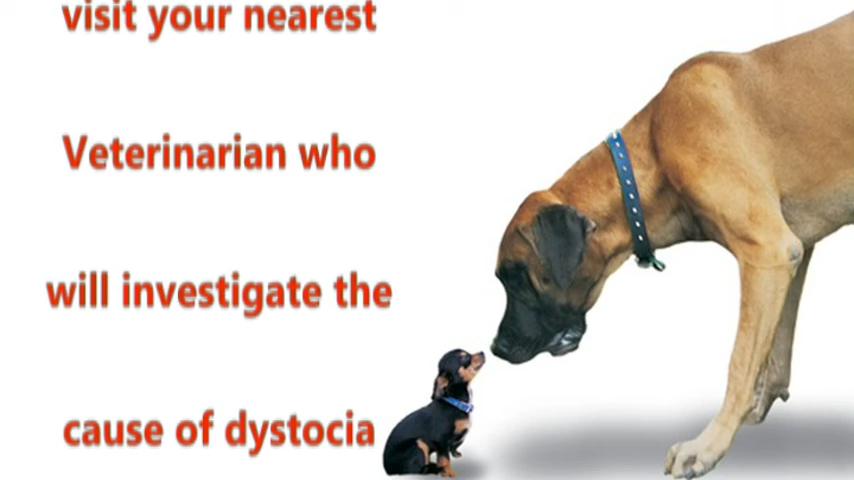 visit your nearest
Veterinarian who
will investigate the
cause of dystocia